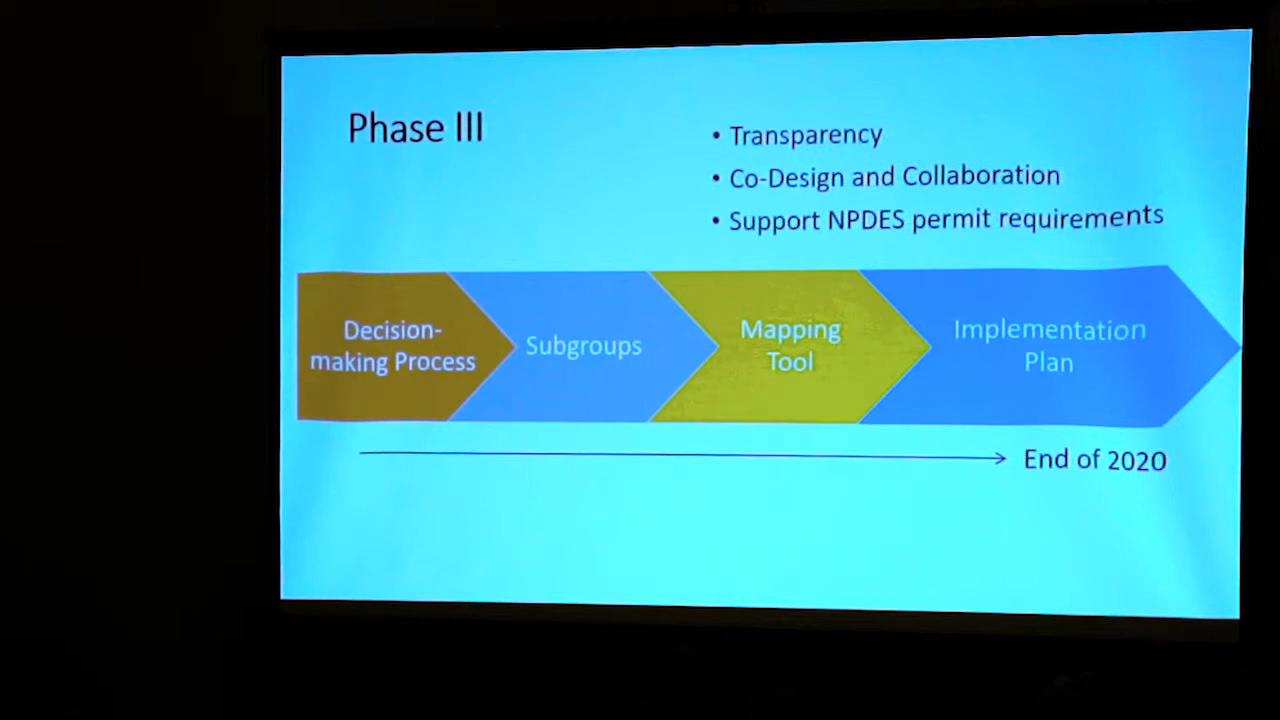 Phase III
• Transparency
• Co-Design and Collaboration
• Support NPDES permit requirements
Decision-
making Process
Subgroups
Mapping
Tool
Implementation
Plan
End of 2020